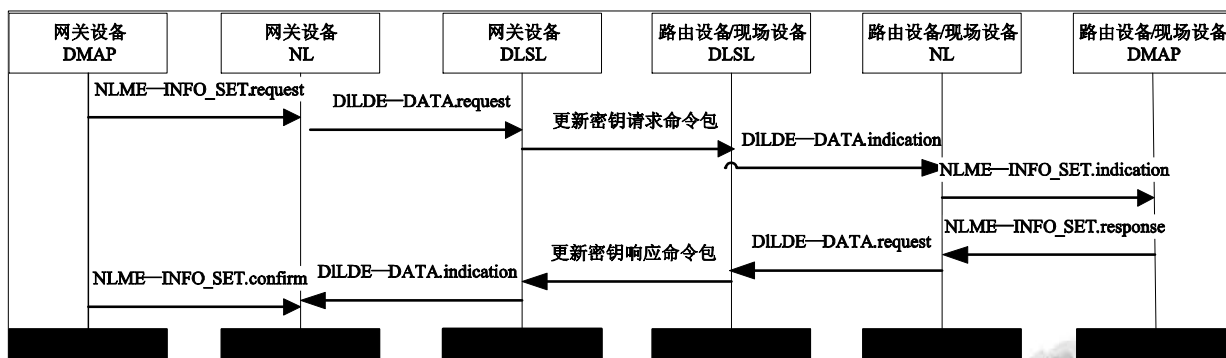 网关设备
DMAP
网关设备
NL
网关设备
DLSL
路由设备/现场设备
DLSL
路由设备/现场设备
NL
路由设备/现场设备
DMAP
NLME—INFO_SET.request
DlLDE—DATA.request
更新密钥请求命令包
DlLDE—DATA.indication
NLME—INFO_SET.indication
NLME—INFO_SET.response
DlLDE—DATA.request
更新密钥响应命令包
DlLDE—DATA.indication
NLME—INFO_SET.confirm